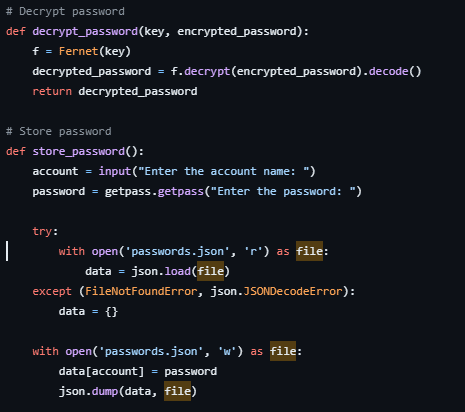 # Decrypt password
def decrypt_password(key, encrypted_password):
    f = Fernet(key)
    decrypted_password = f.decrypt(encrypted_password).decode()
    return decrypted_password

# Store password
def store_password():
    account = input("Enter the account name: ")
    password = getpass.getpass("Enter the password: ")

    try:
        with open('passwords.json', 'r') as file:
            data = json.load(file)
    except (FileNotFoundError, json.JSONDecodeError):
        data = {}

    with open('passwords.json', 'w') as file:
        data[account] = password
        json.dump(data, file)